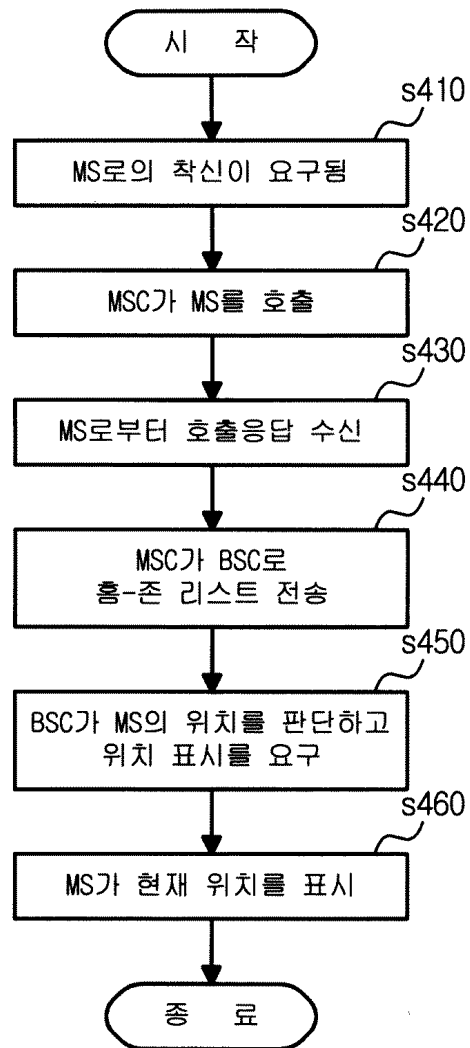 시 작
s410
MS로의 착신이 요구됨
s420
MSC가 MS를 호출
s430
MS로부터 호출응답 수신
s440
MSC가 BSC로
홈-존 리스트 전송
s450
BSC가 MS의 위치를 판단하고
위치 표시를 요구
s460
MS가 현재 위치를 표시
종 료